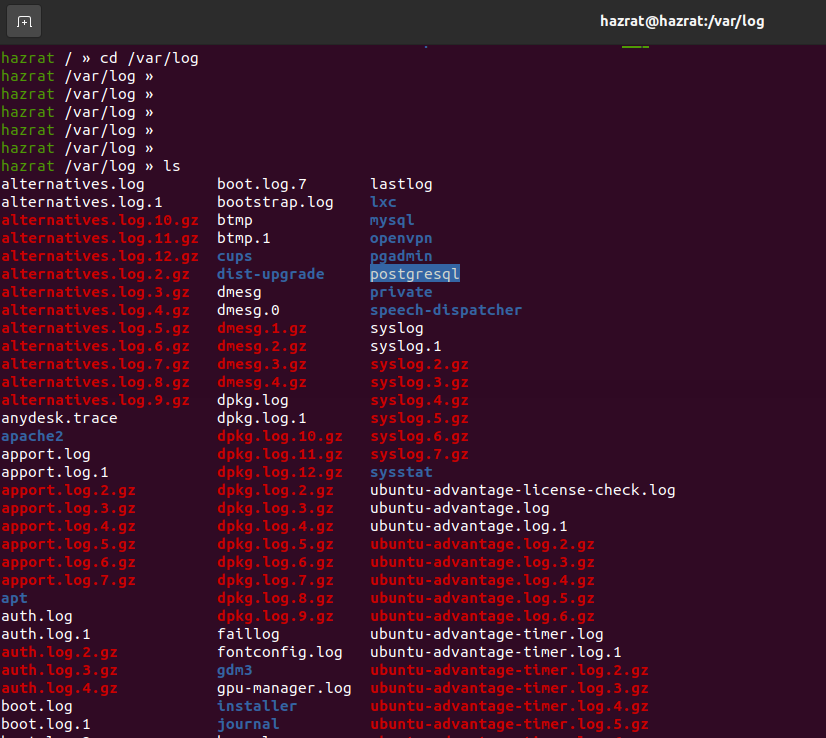 hazrat@hazrat:/var/log
hazrat / » cd /var/log
hazrat /var/log »
hazrat /var/log »
hazrat /var/log »
hazrat /var/log »
hazrat /var/log »
hazrat /var/log » ls
alternatives.log boot.log.7 lastlog
alternatives.log.1 bootstrap.log lxc
alternatives.log.10.gz btmp mysql
alternatives.log.11.gz btmp.1 openvpn
alternatives.log.12.gz cups pgadmin
alternatives.log.2.gz dist-upgrade postgresql
alternatives.log.3.gz dmesg private
alternatives.log.4.gz dmesg.0 speech-dispatcher
alternatives.log.5.gz dmesg.1.gz syslog
alternatives.log.6.gz dmesg.2.gz syslog.1
alternatives.log.7.gz dmesg.3.gz syslog.2.gz
alternatives.log.8.gz dmesg.4.gz syslog.3.gz
alternatives.log.9.gz dpkg.log syslog.4.gz
anydesk.trace dpkg.log.1 syslog.5.gz
apache2 dpkg.log.10.gz syslog.6.gz
apport.log dpkg.log.11.gz syslog.7.gz
apport.log.1 dpkg.log.12.gz sysstat
apport.log.2.gz dpkg.log.2.gz ubuntu-advantage-license-check.log
apport.log.3.gz dpkg.log.3.gz ubuntu-advantage.log
apport.log.4.gz dpkg.log.4.gz ubuntu-advantage.log.1
apport.log.5.gz dpkg.log.5.gz ubuntu-advantage.log.2.gz
apport.log.6.gz dpkg.log.6.gz ubuntu-advantage.log.3.gz
apport.log.7.gz dpkg.log.7.gz ubuntu-advantage.log.4.gz
apt dpkg.log.8.gz ubuntu-advantage.log.5.gz
auth.log dpkg.log.9.gz ubuntu-advantage.log.6.gz
auth.log.1 faillog ubuntu-advantage-timer.log
auth.log.2.gz fontconfig.log ubuntu-advantage-timer.log.1
auth.log.3.gz gdm3 ubuntu-advantage-timer.log.2.gz
auth.log.4.gz gpu-manager.log ubuntu-advantage-timer.log.3.gz
boot.log installer ubuntu-advantage-timer.log.4.gz
boot.log.1 journal ubuntu-advantage-timer.log.5.gz